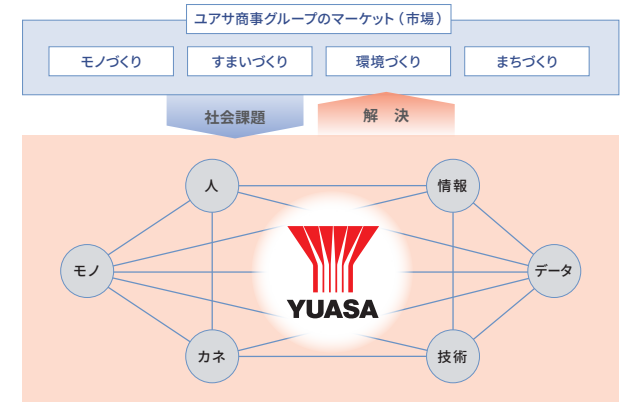 ユアサ商事グループのマーケット（市場）
モノづくり
すまいづくり
環境づくり
まちづくり
社会課題
解　決
人
情報
モノ
データ
YUASA
カネ
技術